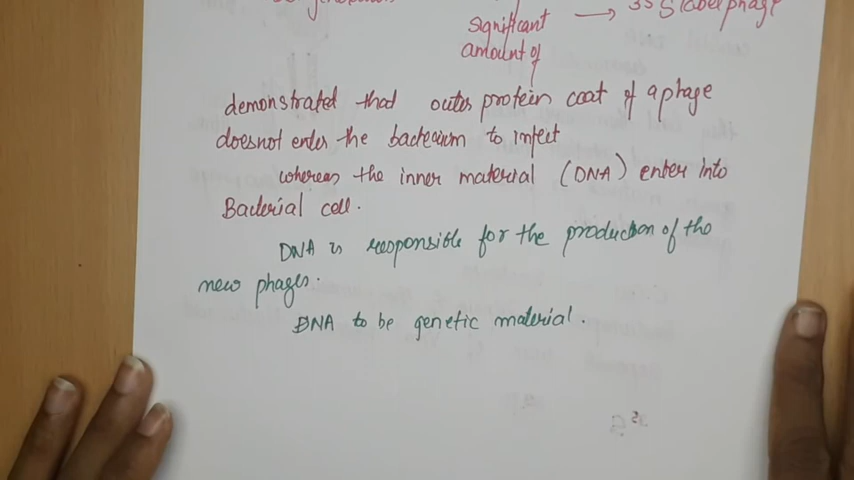 significant → 35 S label phage
amount of
demonstrated that outer protein coat of a phage
doesnot enter the bacterium to infect
whereas the inner material (DNA) enter into
Bacterial cell.
DNA is responsible for the production of the
new phages.
DNA to be genetic material.